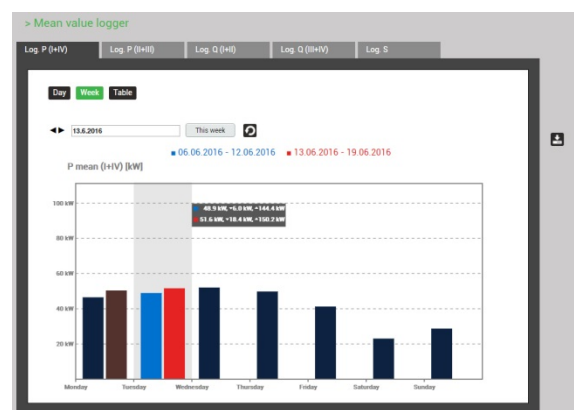 > Mean value logger
Log. P (I+IV) Log. P (II+III) Log. Q (I+II) Log. Q (III+IV) Log. S
Day Week Table
13.6.2016 This week
06.06.2016 - 12.06.2016 13.06.2016 - 19.06.2016
P mean (I+IV) [kW]
100 kW
48.9 kW, +6.0 kW, +144.4 kW
51.6 kW, +18.4 kW, +150.2 kW
80 kW
60 kW
40 kW
20 kW
Monday Tuesday Wednesday Thursday Friday Saturday Sunday